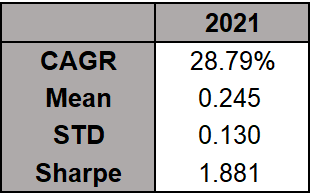 2021
CAGR 28.79%
Mean 0.245
STD 0.130
Sharpe 1.881